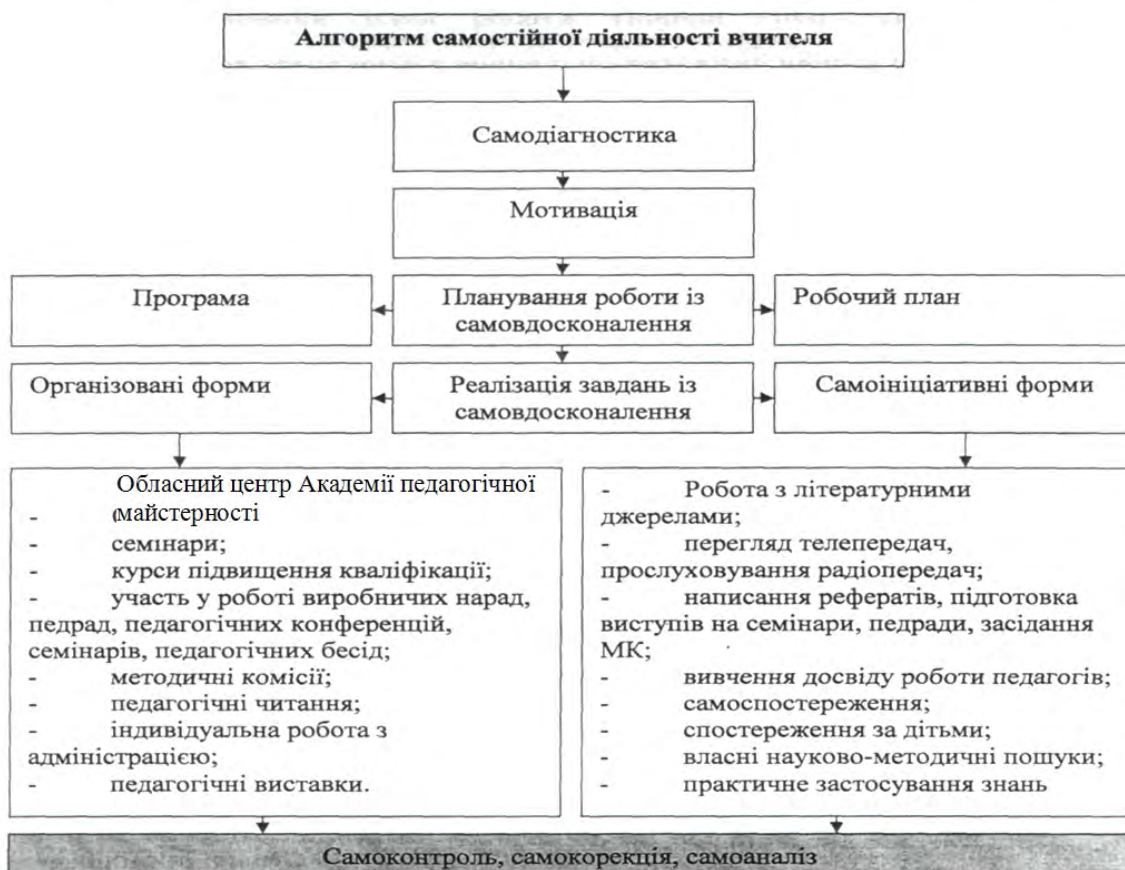 Алгоритм самостійної діяльності вчителя
Самодіагностика
Мотивація
Програма
Планування роботи із
самовдосконалення
Робочий план
Організовані форми
Реалізація завдань із
самовдосконалення
Самоініціативні форми
Обласний центр Академії педагогічної
- майстерності
- семінари;
- курси підвищення кваліфікації;
- участь у роботі виробничих нарад,
педрад, педагогічних конференцій,
семінарів, педагогічних бесід;
- методичні комісії;
- педагогічні читання;
- індивідуальна робота з
адміністрацією;
- педагогічні виставки.
- Робота з літературними
джерелами;
- перегляд телепередач,
прослуховування радіопередач;
- написання рефератів, підготовка
виступів на семінари, педради, засідання
МК;
- вивчення досвіду роботи педагогів;
- самоспостереження;
- спостереження за дітьми;
- власні науково-методичні пошуки;
- практичне застосування знань
Самоконтроль, самокорекція, самоаналіз